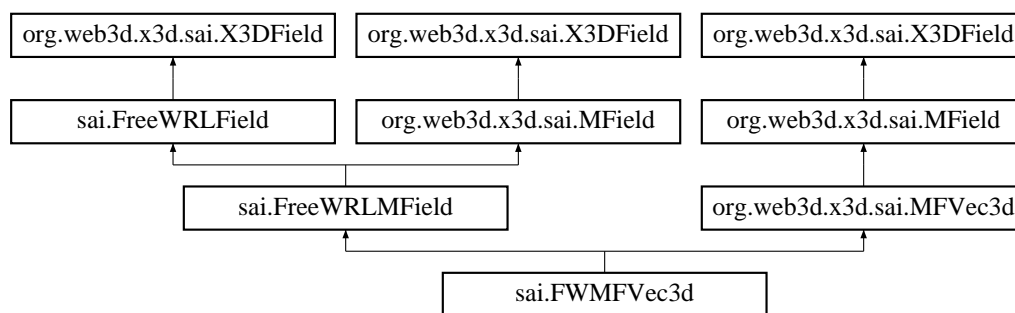 org.web3d.x3d.sai.X3DField
org.web3d.x3d.sai.X3DField
org.web3d.x3d.sai.X3DField
sai.FreeWRLField
org.web3d.x3d.sai.MField
org.web3d.x3d.sai.MField
sai.FreeWRLMField
org.web3d.x3d.sai.MFVec3d
sai.FWMFVec3d